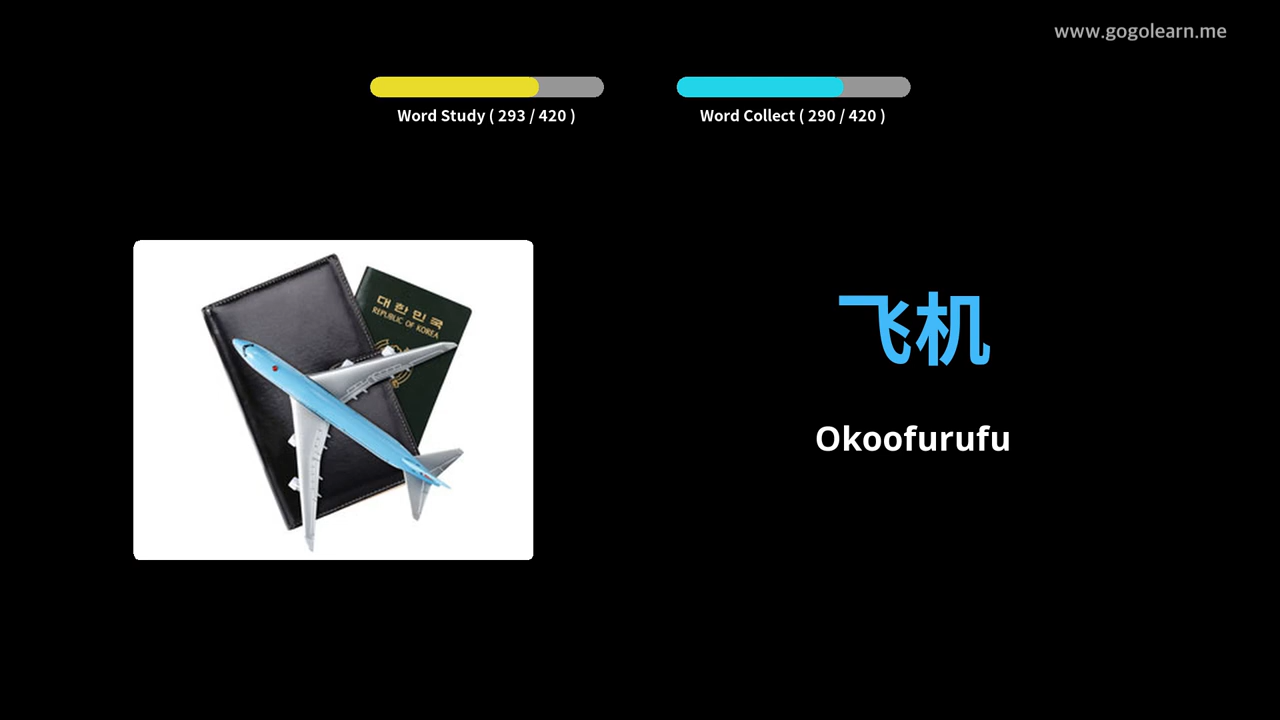 www.gogolearn.me
Word Study ( 293 / 420 )
Word Collect ( 290 / 420 )
대한민국
REPUBLIC OF KOREA
飞机
Okoofurufu